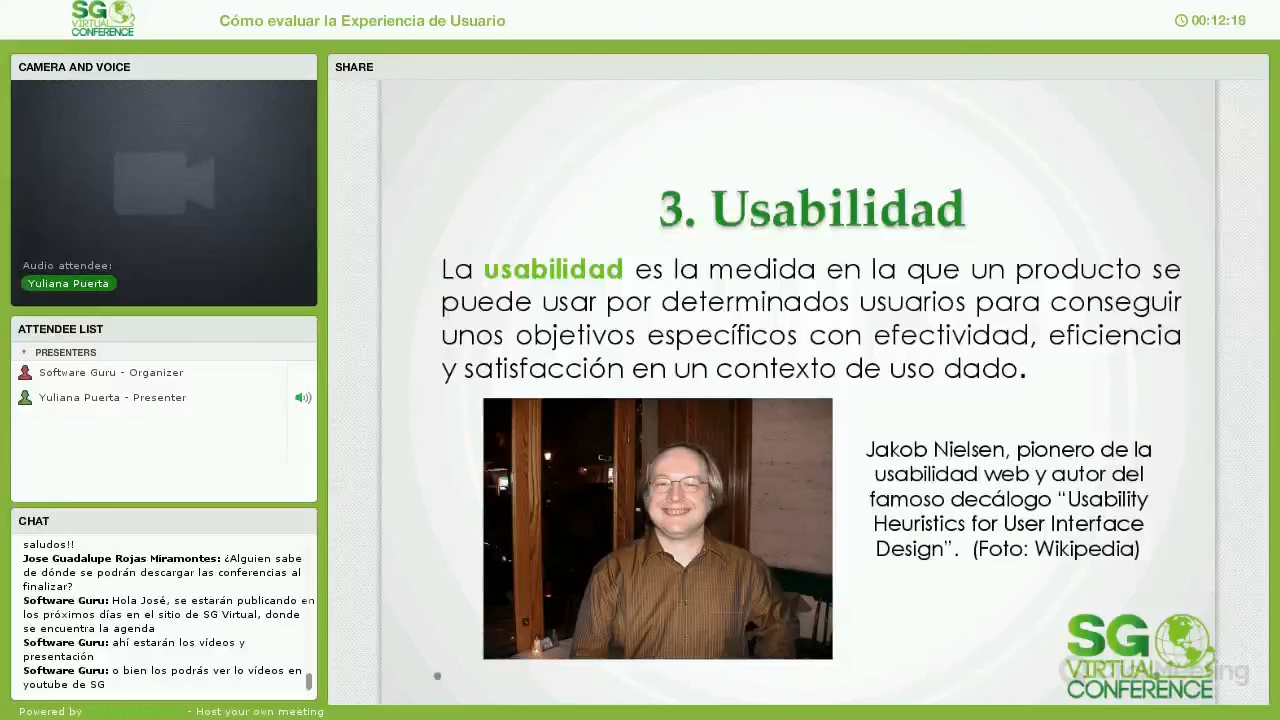 SG
VIRTUAL
CONFERENCE
Cómo evaluar la Experiencia de Usuario
00:12:18
CAMERA AND VOICE
Audio attendee:
Yuliana Puerta
ATTENDEE LIST
PRESENTERS
Software Guru - Organizer
Yuliana Puerta - Presenter
CHAT
saludos!!
Jose Guadalupe Rojas Miramontes: ¿Alguien sabe
de dónde se podrán descargar las conferencias al
finalizar?
Software Guru: Hola José, se estarán publicando en
los próximos días en el sitio de SG Virtual, donde
se encuentra la agenda
Software Guru: ahí estarán los vídeos y
presentación
Software Guru: o bien los podrás ver lo vídeos en
youtube de SG
Powered by
- Host your own meeting
SHARE
3. Usabilidad
La usabilidad es la medida en la que un producto se
puede usar por determinados usuarios para conseguir
unos objetivos específicos con efectividad, eficiencia
y satisfacción en un contexto de uso dado.
Jakob Nielsen, pionero de la
usabilidad web y autor del
famoso decálogo “Usability
Heuristics for User Interface
Design”. (Foto: Wikipedia)
SG
VIRTUAL
CONFERENCE